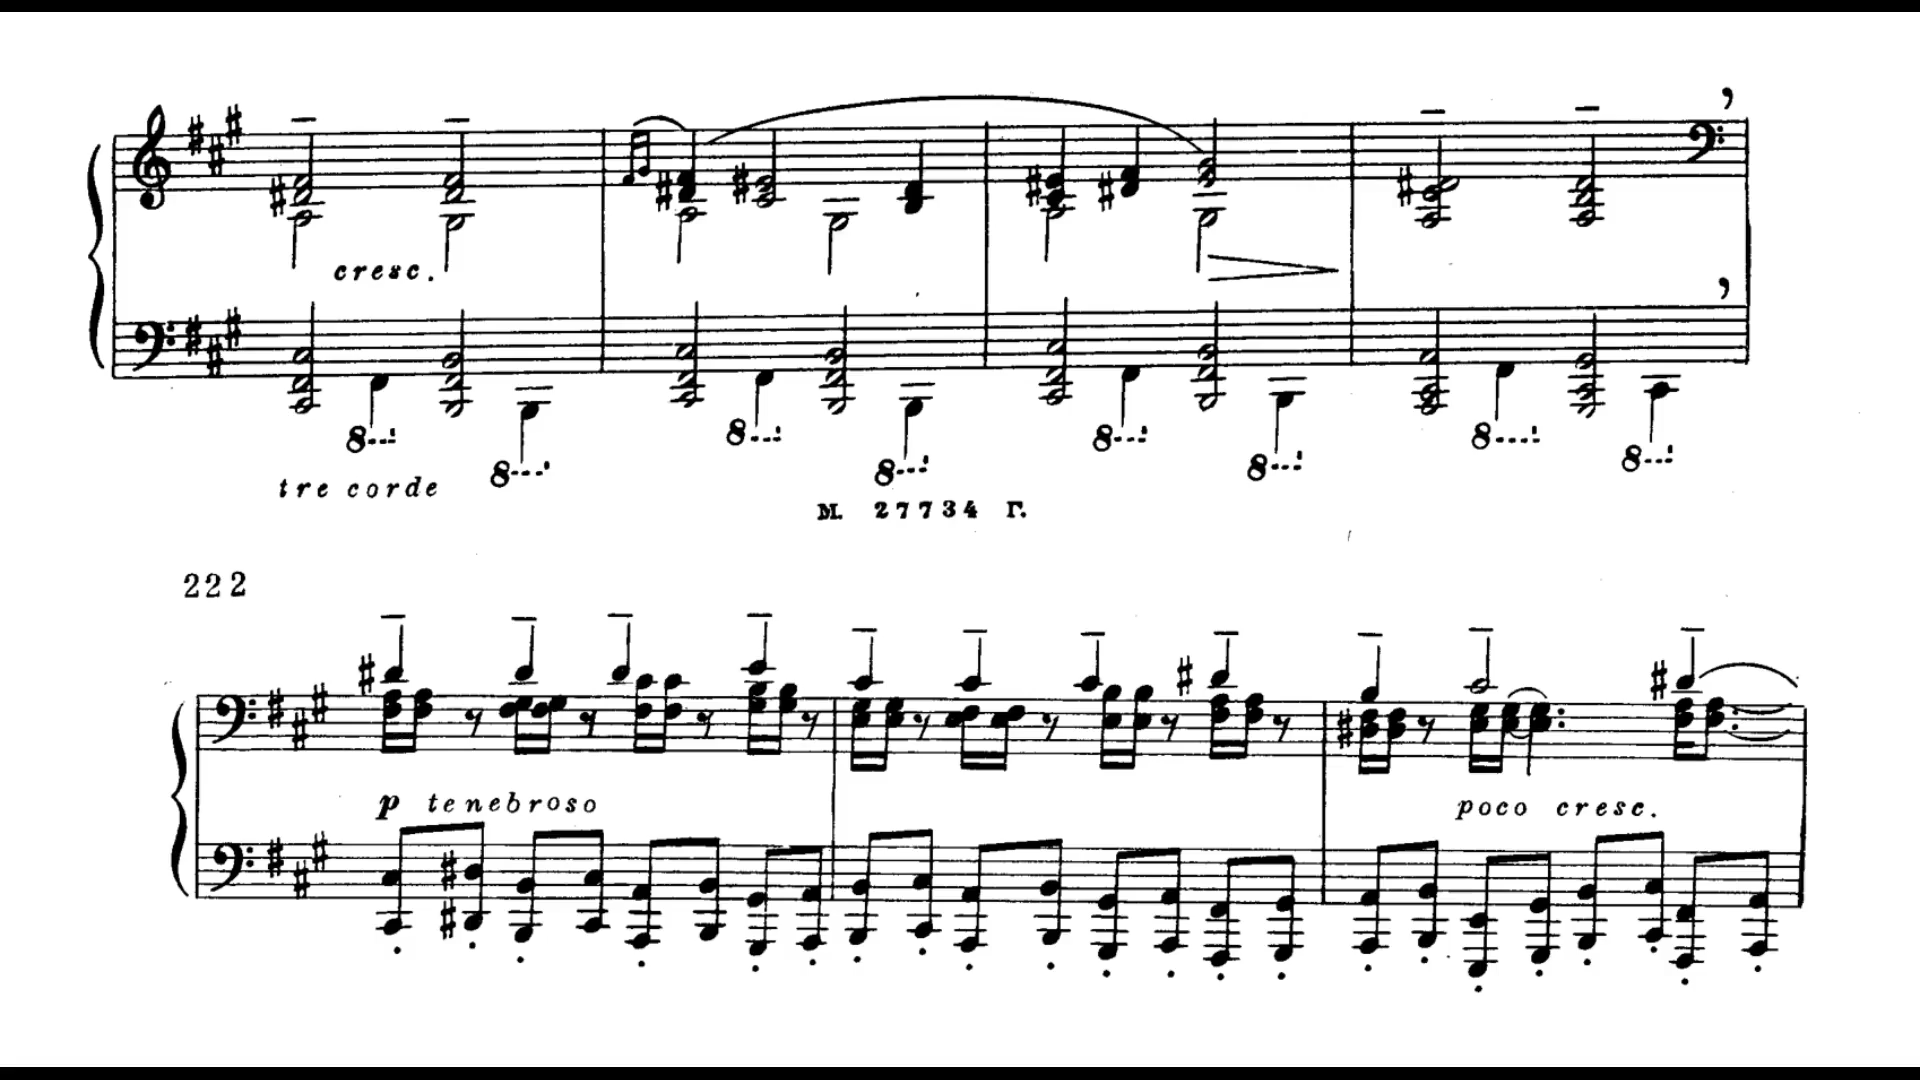 cresc.
8 8 8 8 8 8 8 8
tre corde
М. 27734 Г.
222
p tenebroso
poco cresc.